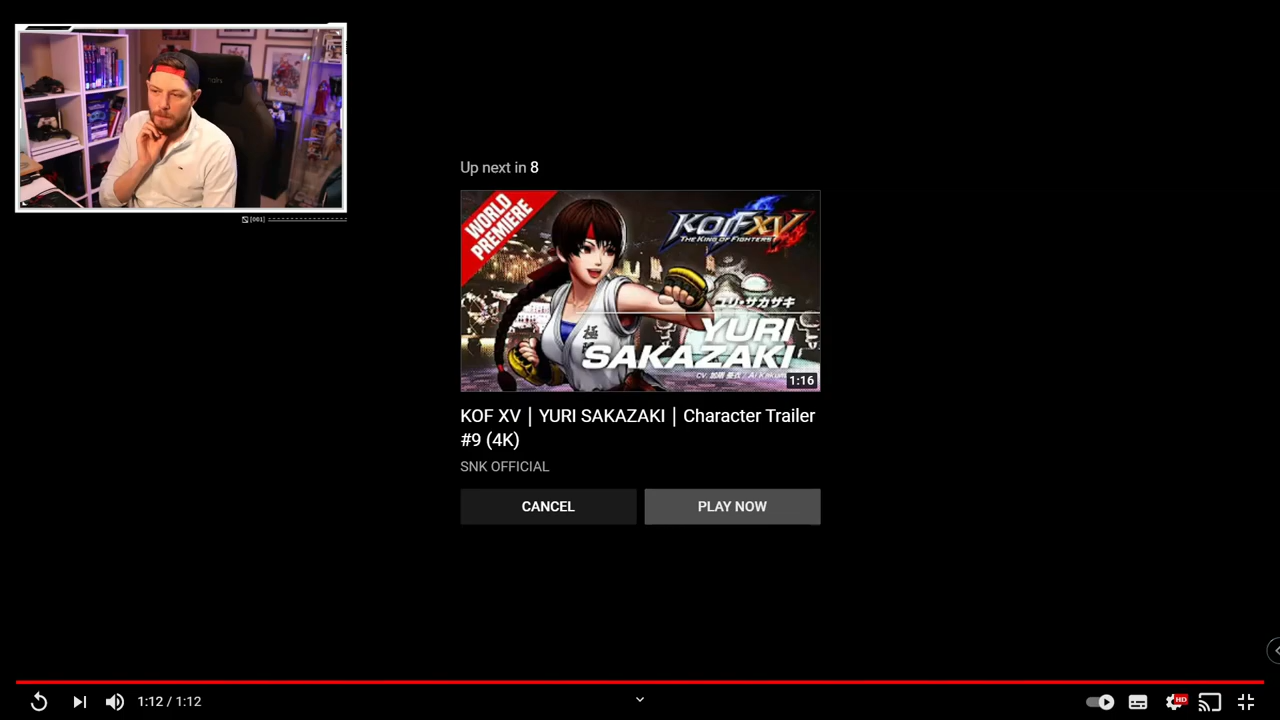 [061]
Up next in 8
WORLD
PREMIERE
KOF XV
THE KING OF FIGHTERS
ユリ・サカザキ
YURI
SAKAZAKI
1:16
KOF XV | YURI SAKAZAKI | Character Trailer
#9 (4K)
SNK OFFICIAL
CANCEL
PLAY NOW
1:12 / 1:12
HD